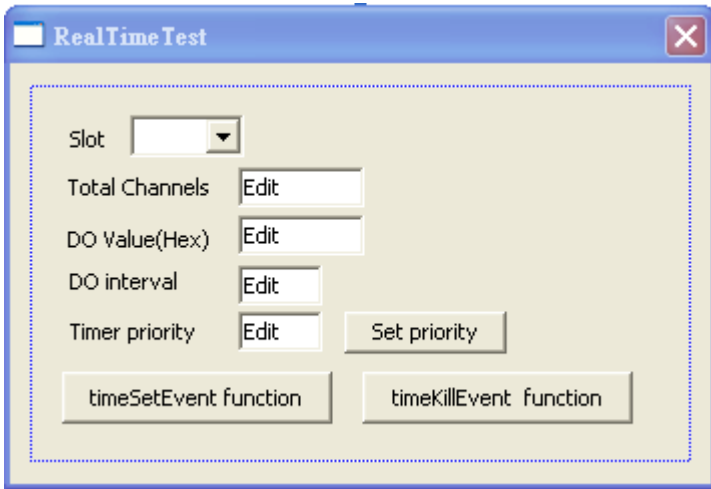 RealTimeTest
Slot
Total Channels Edit
DO Value(Hex) Edit
DO interval Edit
Timer priority Edit Set priority
timeSetEvent function timeKillEvent function